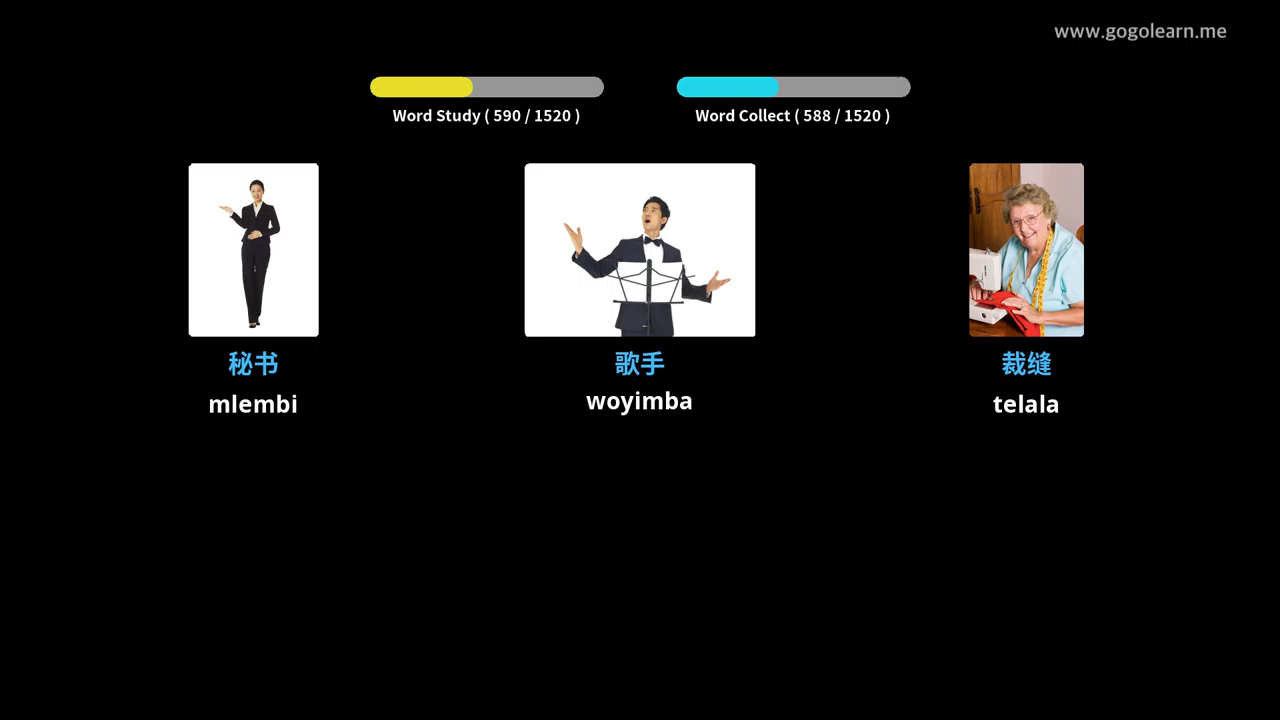 www.gogolearn.me
Word Study ( 590 / 1520 )
Word Collect ( 588 / 1520 )
秘书
歌手
裁缝
mlembi
woyimba
telala